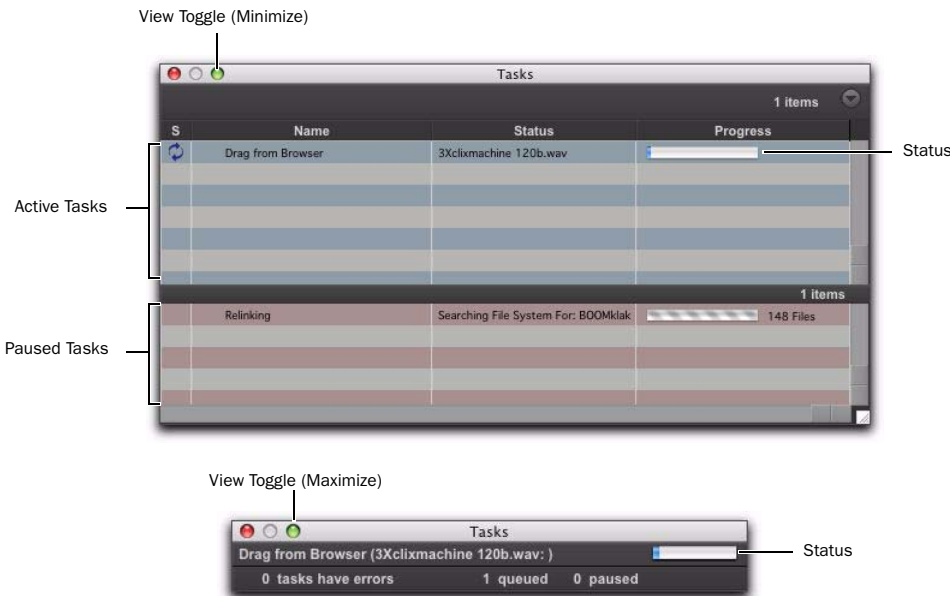 View Toggle (Minimize)
Tasks
1 items
S Name Status Progress
Drag from Browser 3Xclixmachine 120b.wav
Status
Active Tasks
1 items
Relinking Searching File System For: BOOMklak 148 Files
Paused Tasks
View Toggle (Maximize)
Tasks
Drag from Browser (3Xclixmachine 120b.wav: )
Status
0 tasks have errors 1 queued 0 paused